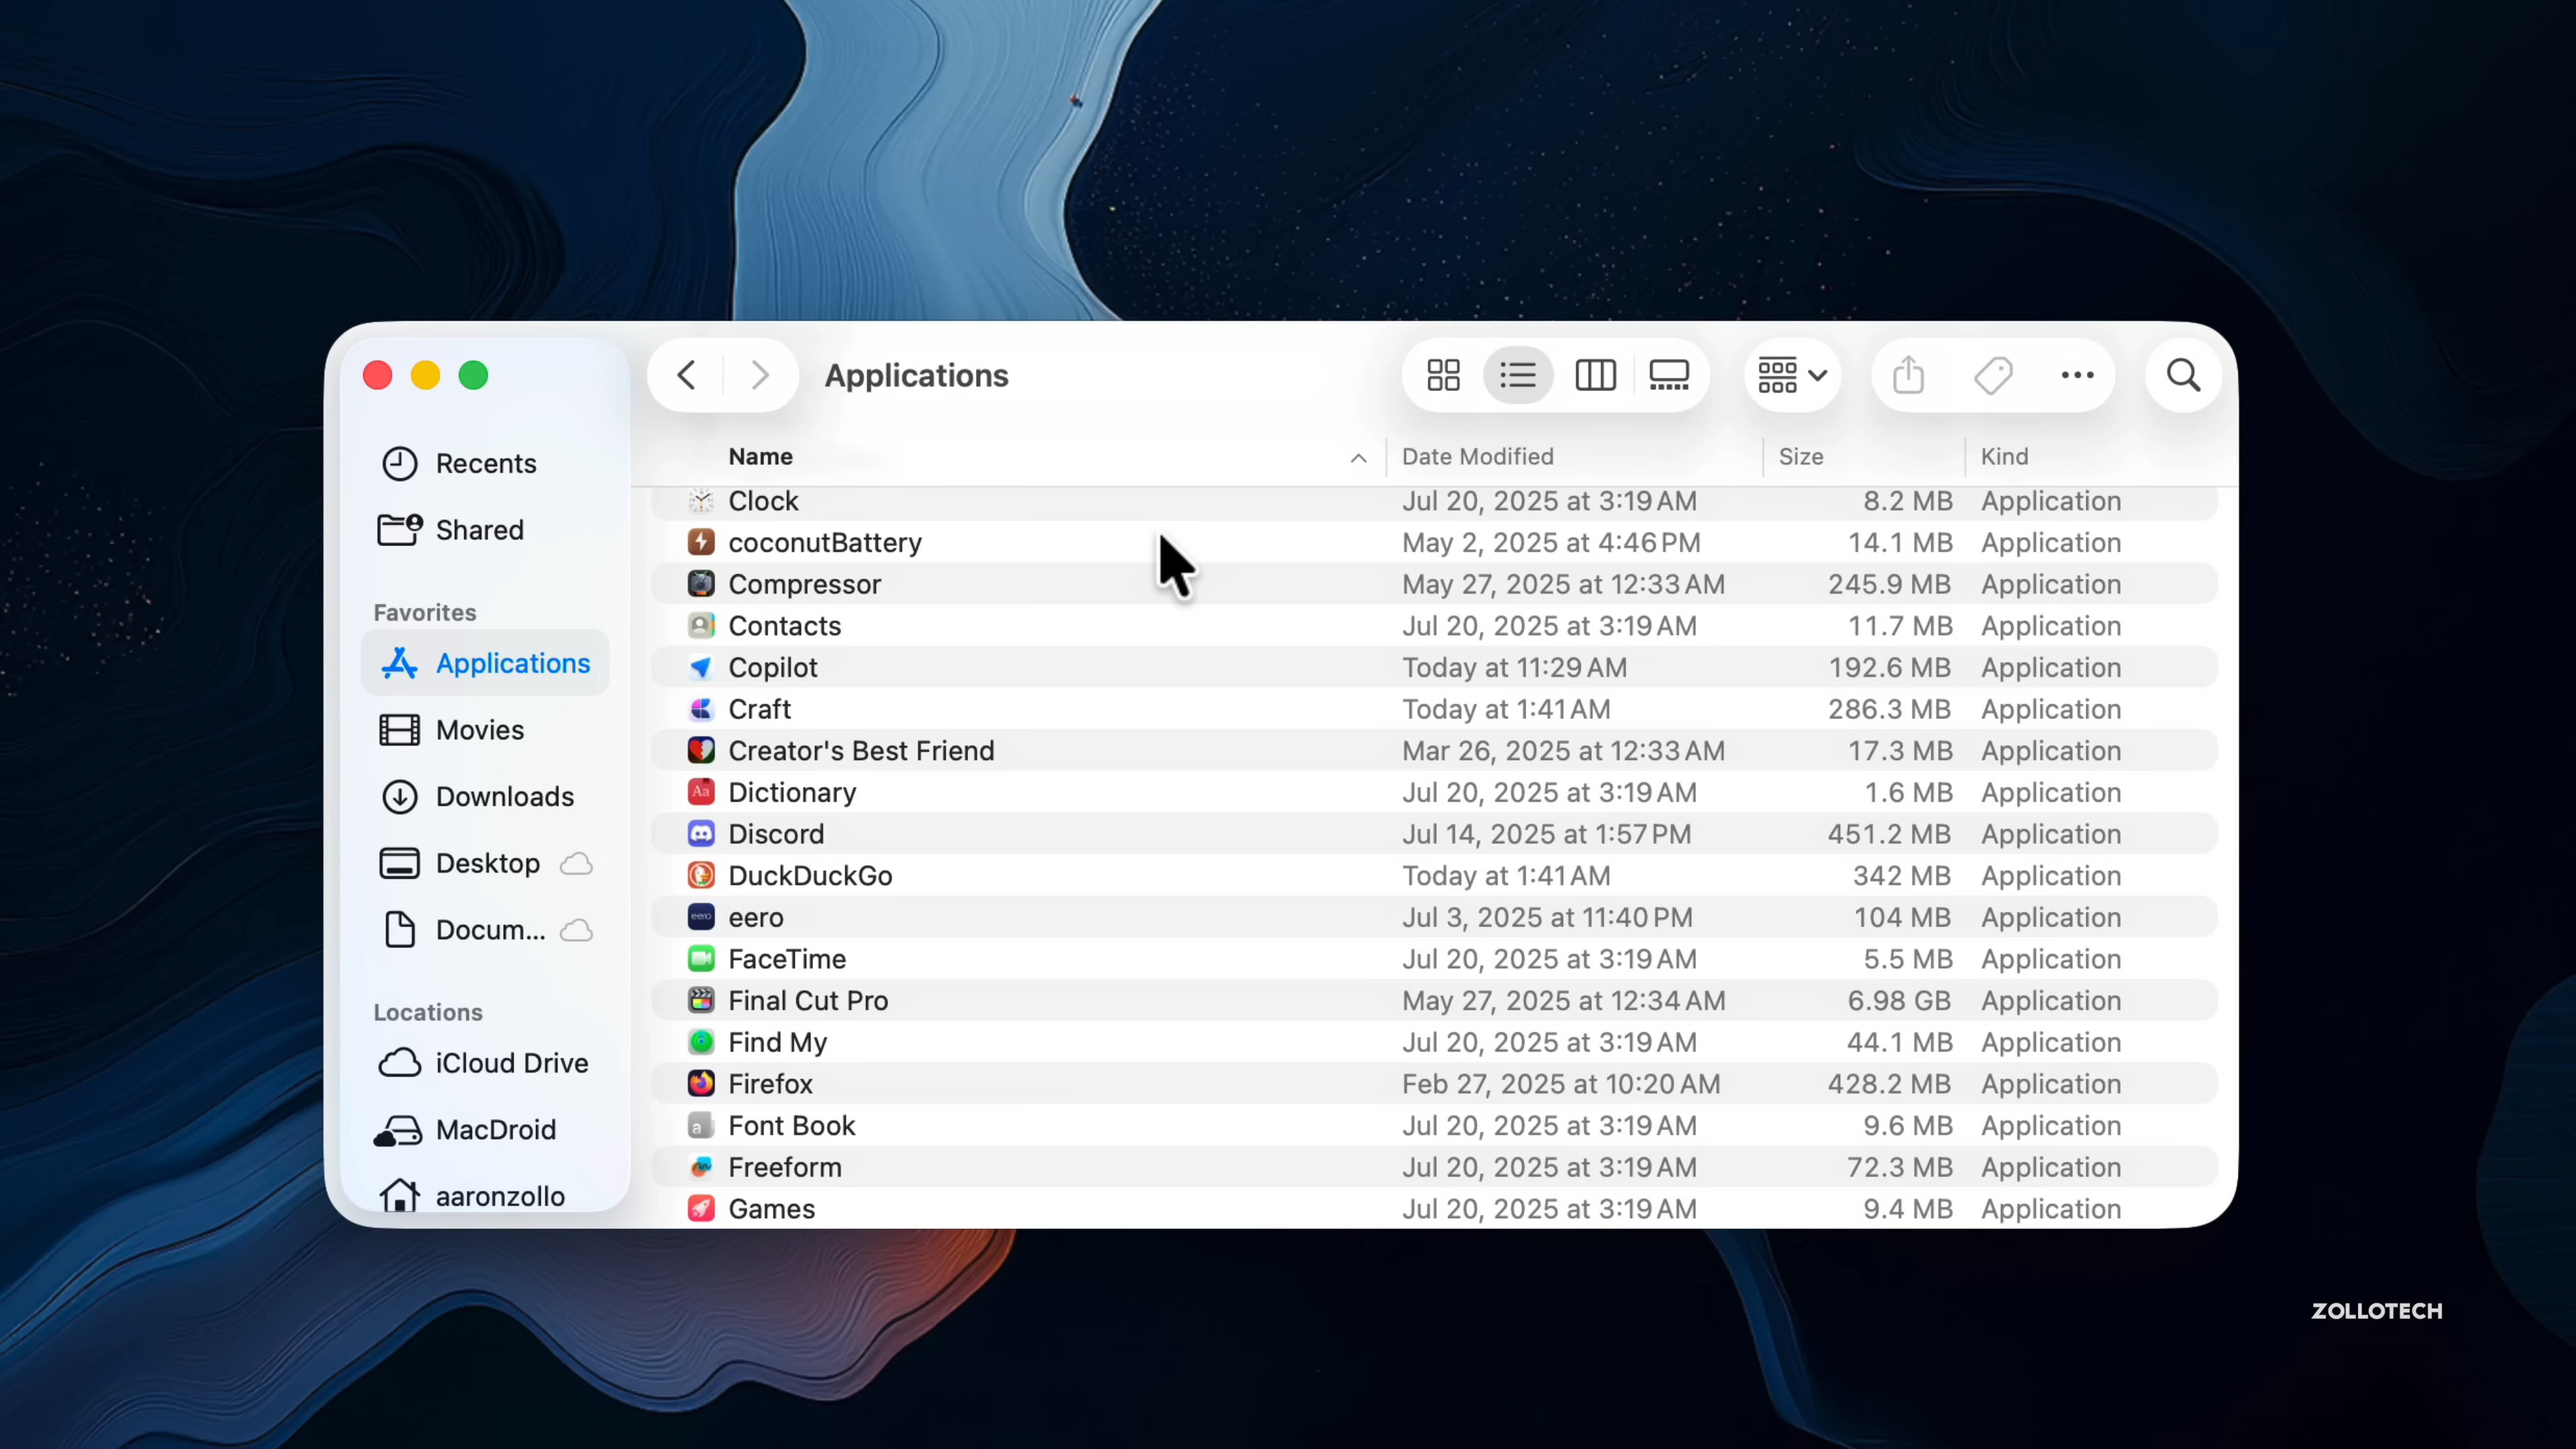 Applications
Recents
Shared
Favorites
Applications
Movies
Downloads
Desktop
Docum...
Locations
iCloud Drive
MacDroid
aaronzollo
Name Date Modified Size Kind
Clock Jul 20, 2025 at 3:19 AM 8.2 MB Application
coconutBattery May 2, 2025 at 4:46 PM 14.1 MB Application
Compressor May 27, 2025 at 12:33 AM 245.9 MB Application
Contacts Jul 20, 2025 at 3:19 AM 11.7 MB Application
Copilot Today at 11:29 AM 192.6 MB Application
Craft Today at 1:41 AM 286.3 MB Application
Creator's Best Friend Mar 26, 2025 at 12:33 AM 17.3 MB Application
Aa Dictionary Jul 20, 2025 at 3:19 AM 1.6 MB Application
Discord Jul 14, 2025 at 1:57 PM 451.2 MB Application
DuckDuckGo Today at 1:41 AM 342 MB Application
eero eero Jul 3, 2025 at 11:40 PM 104 MB Application
FaceTime Jul 20, 2025 at 3:19 AM 5.5 MB Application
Final Cut Pro May 27, 2025 at 12:34 AM 6.98 GB Application
Find My Jul 20, 2025 at 3:19 AM 44.1 MB Application
Firefox Feb 27, 2025 at 10:20 AM 428.2 MB Application
a Font Book Jul 20, 2025 at 3:19 AM 9.6 MB Application
Freeform Jul 20, 2025 at 3:19 AM 72.3 MB Application
Games Jul 20, 2025 at 3:19 AM 9.4 MB Application
ZOLLOTECH